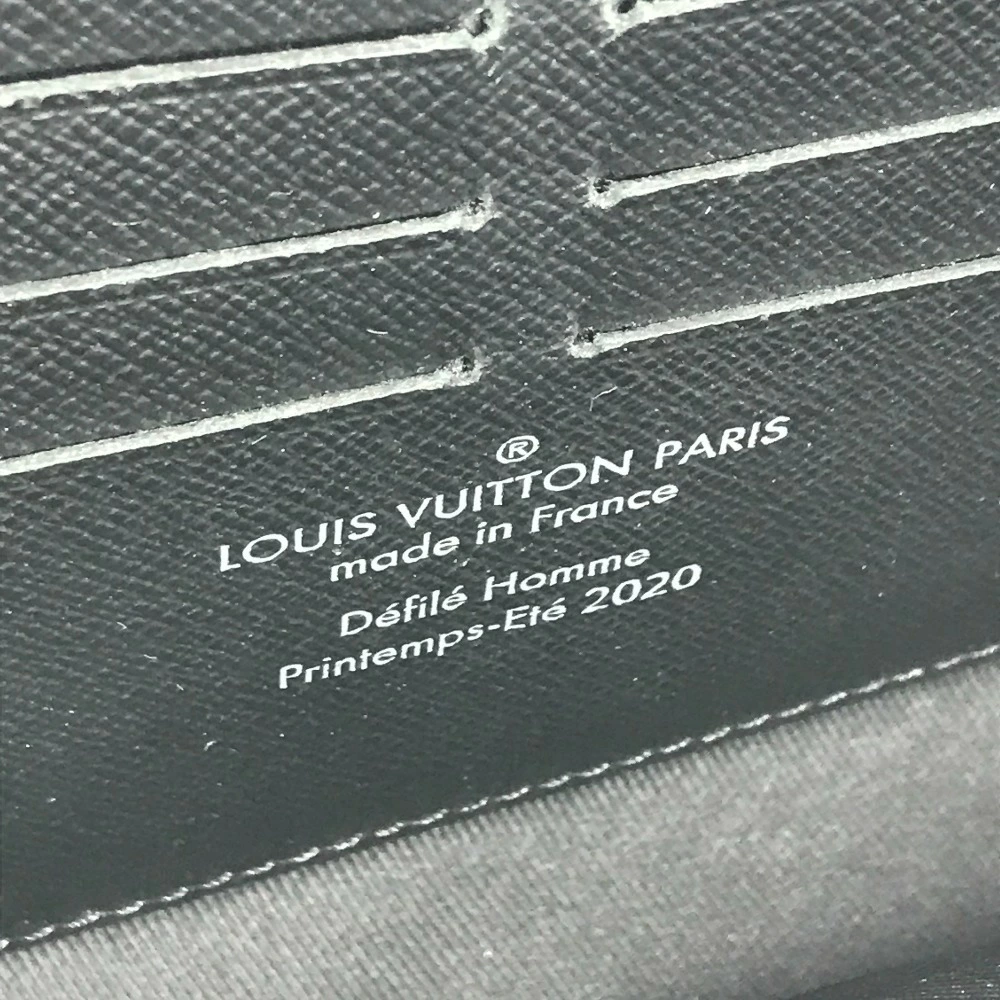 ®
LOUIS VUITTON PARIS
made in France
Défilé Homme
Printemps-Eté 2020